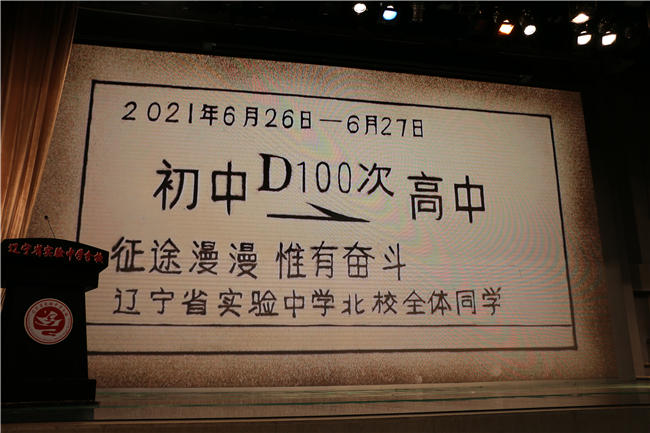 2021年6月26日—6月27日
初中 D100次 高中
征途漫漫 惟有奋斗
辽宁省实验中学北校全体同学
辽宁省实验中学北校